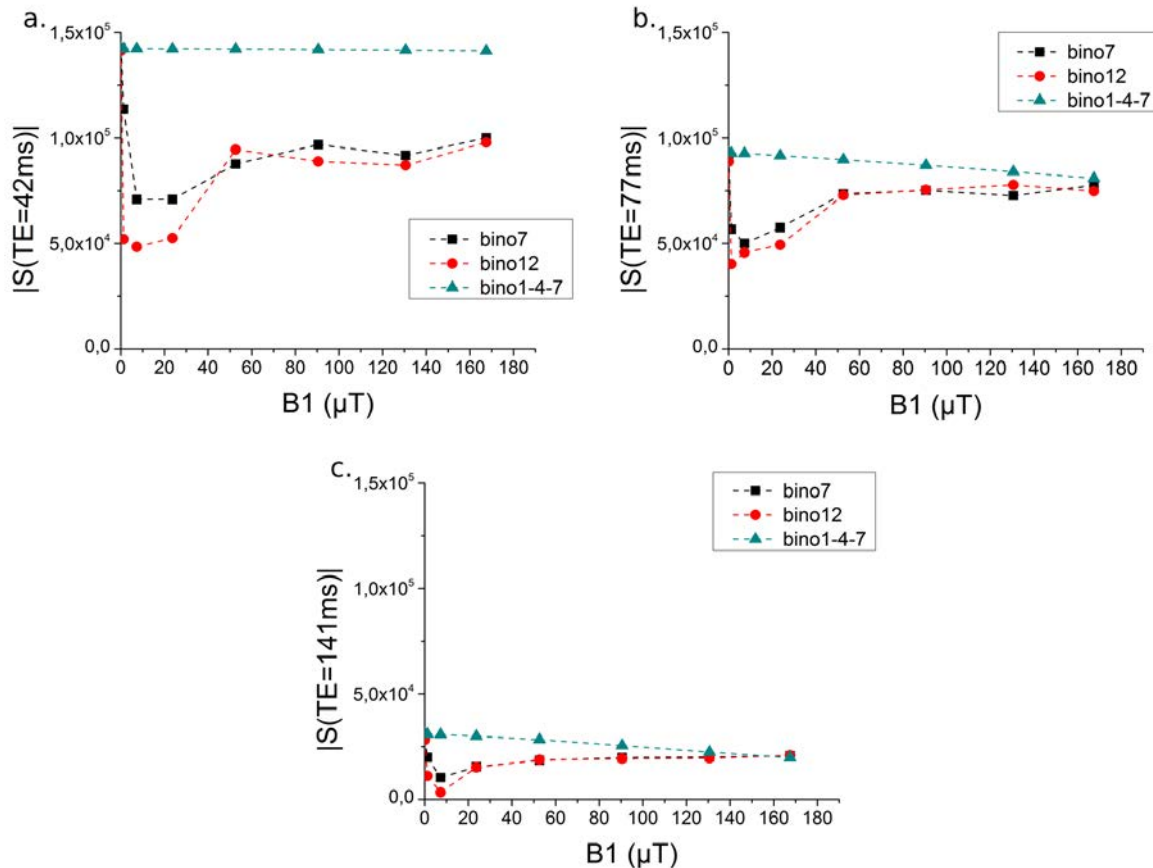 a.
1,5x10⁵
1,0x10⁵
5,0x10⁴
0,0
|S(TE=42ms)|
0 20 40 60 80 100 120 140 160 180
B1 (µT)
bino7
bino12
bino1-4-7
b.
1,5x10⁵
1,0x10⁵
5,0x10⁴
0,0
|S(TE=77ms)|
0 20 40 60 80 100 120 140 160 180
B1 (µT)
bino7
bino12
bino1-4-7
c.
1,5x10⁵
1,0x10⁵
5,0x10⁴
0,0
|S(TE=141ms)|
0 20 40 60 80 100 120 140 160 180
B1 (µT)
bino7
bino12
bino1-4-7